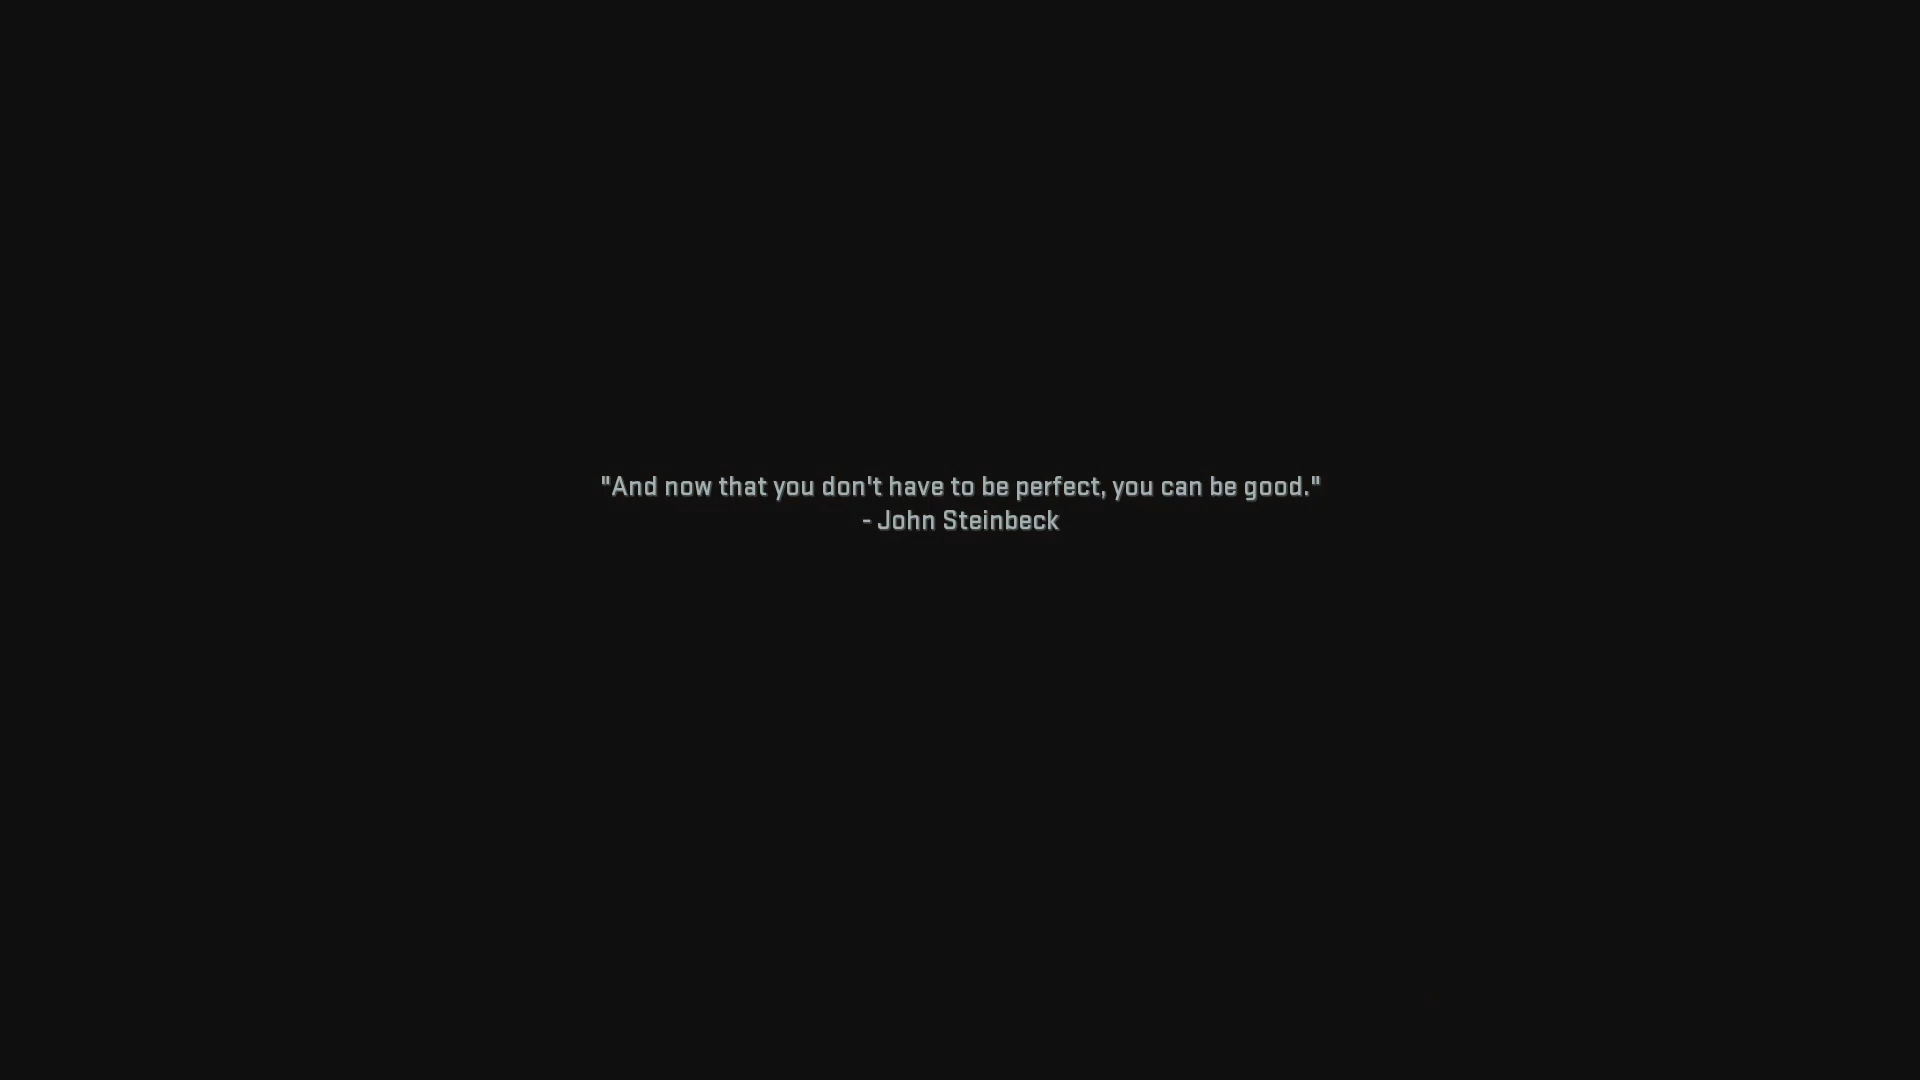 "And now that you don't have to be perfect, you can be good."
- John Steinbeck